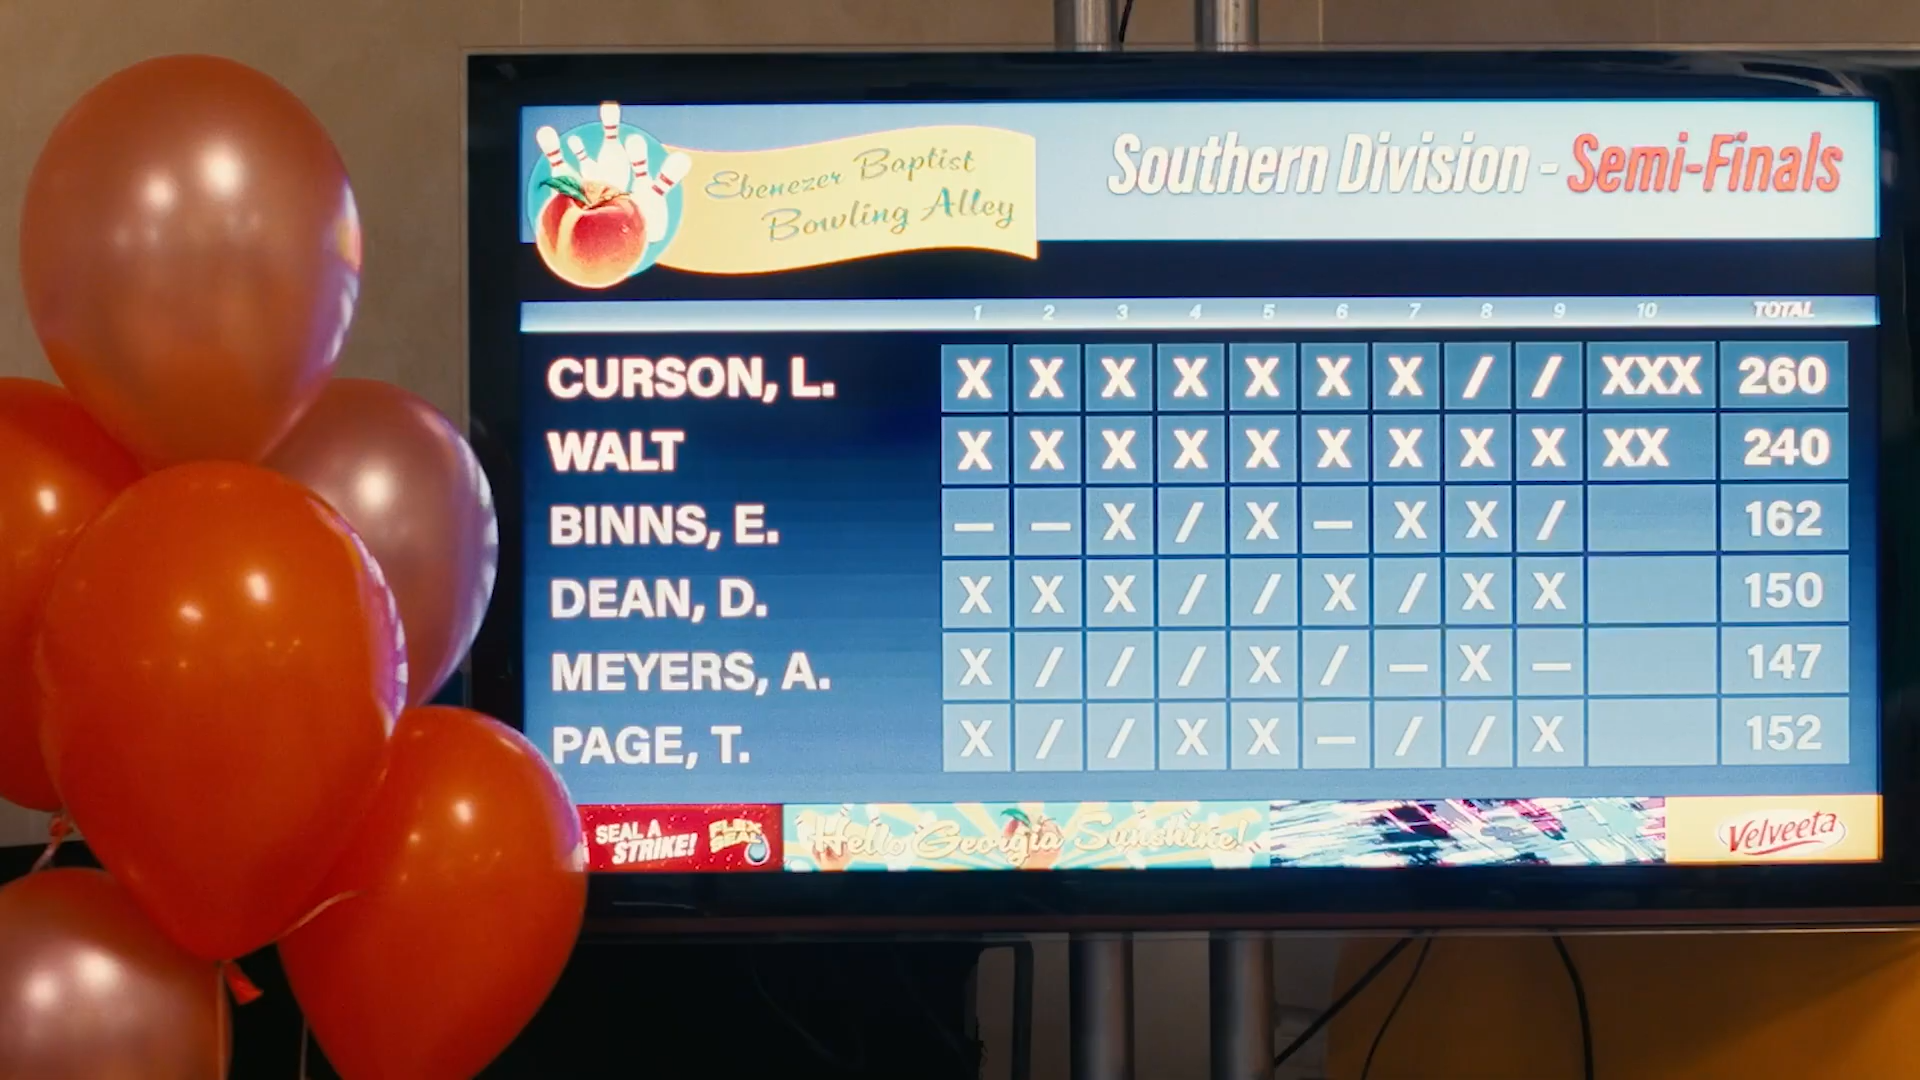 Ebenezer Baptist
Bowling Alley
Southern Division - Semi-Finals
1 2 3 4 5 6 7 8 9 10 TOTAL
CURSON, L. X X X X X X X / / XXX 260
WALT X X X X X X X X X XX 240
BINNS, E. – – X / X – X X / 162
DEAN, D. X X X / / X / X X 150
MEYERS, A. X / / / X / – X – 147
PAGE, T. X / / X X – / / X 152
SEAL A
STRIKE!
FLEX
SEAL
Hello Georgia Sunshine!
Velveeta